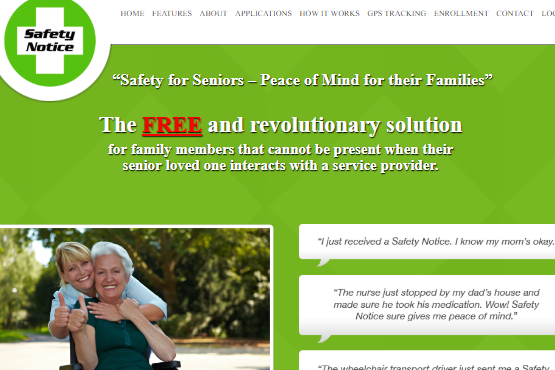 Safety
Notice
HOME FEATURES ABOUT APPLICATIONS HOW IT WORKS GPS TRACKING ENROLLMENT CONTACT
“Safety for Seniors – Peace of Mind for their Families”
The FREE and revolutionary solution
for family members that cannot be present when their
senior loved one interacts with a service provider.
“I just received a Safety Notice. I know my mom’s okay.
“The nurse just stopped by my dad’s house and
made sure he took his medication. Wow! Safety
Notice sure gives me peace of mind.”
“The wheelchair transport driver just sent me a Safety